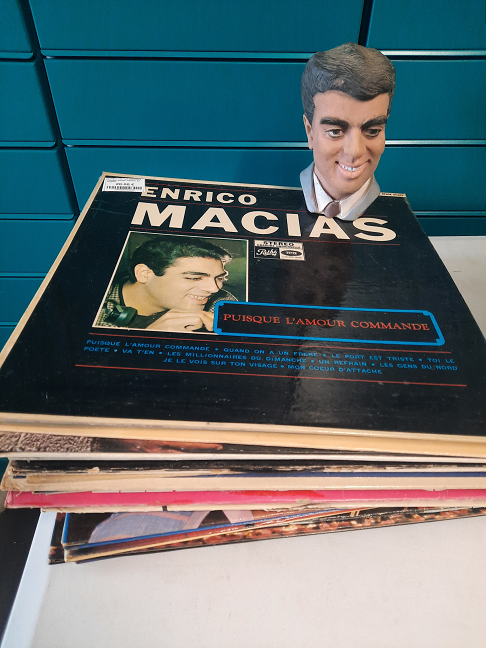 ENRICO
MACIAS
STEREO
Pathé
PUISQUE L'AMOUR COMMANDE
PUISQUE L'AMOUR COMMANDE • QUAND ON A UN FRERE • LE PORT EST TRISTE • TOI LE
POETE • VA T'EN • LES MILLIONNAIRES DU DIMANCHE • UN REFRAIN • LES GENS DU NORD
JE LE VOIS SUR TON VISAGE • MON COEUR D'ATTACHE